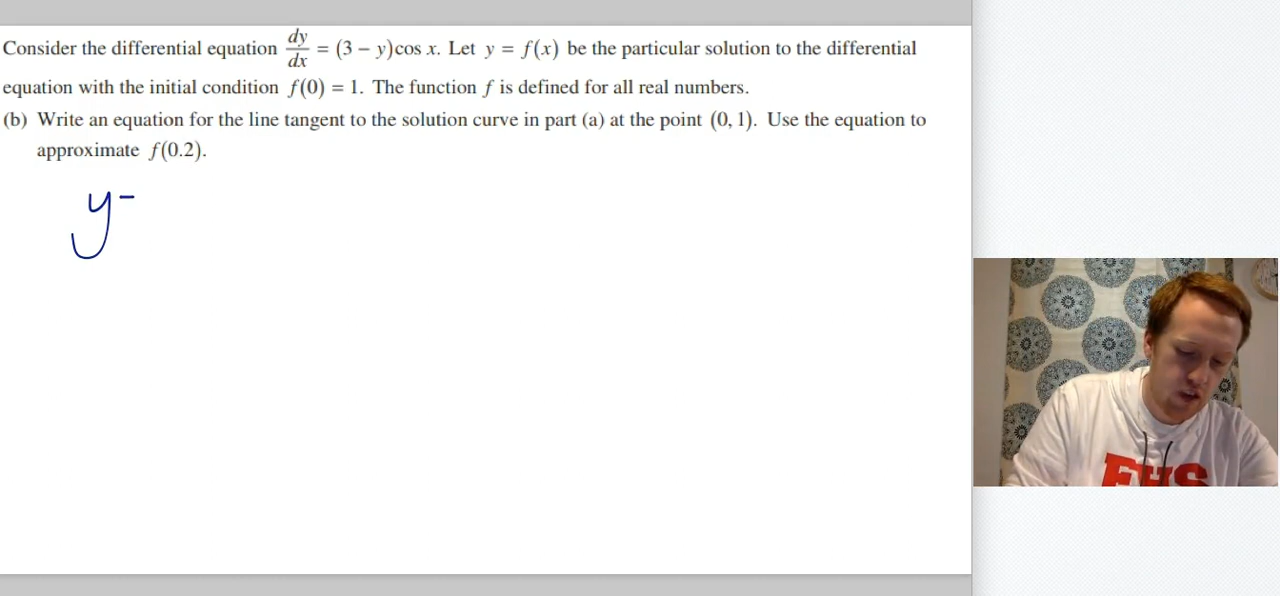 Consider the differential equation dy/dx = (3 – y)cos x. Let y = f(x) be the particular solution to the differential
equation with the initial condition f(0) = 1. The function f is defined for all real numbers.
(b) Write an equation for the line tangent to the solution curve in part (a) at the point (0, 1). Use the equation to
approximate f(0.2).
y-
EHS